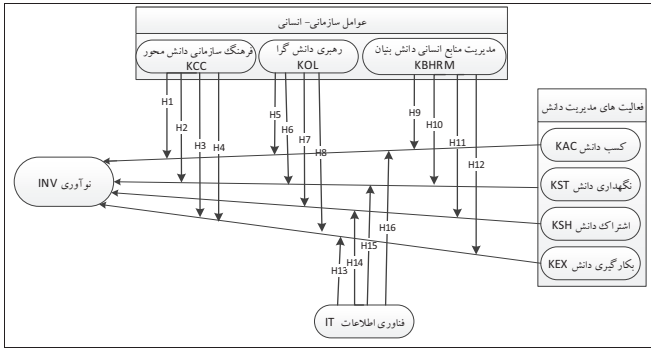 عوامل سازمانی- انسانی
مدیریت منابع انسانی دانش بنیان
KBHRM
رهبری دانش گرا
KOL
فرهنگ سازمانی دانش محور
KCC
H1
H2
H3
H4
H5
H6
H7
H8
H9
H10
H11
H12
فعالیت های مدیریت دانش
کسب دانش KAC
نگهداری دانش KST
اشتراک دانش KSH
بکارگیری دانش KEX
نوآوری INV
H16
H15
H14
H13
فناوری اطلاعات IT